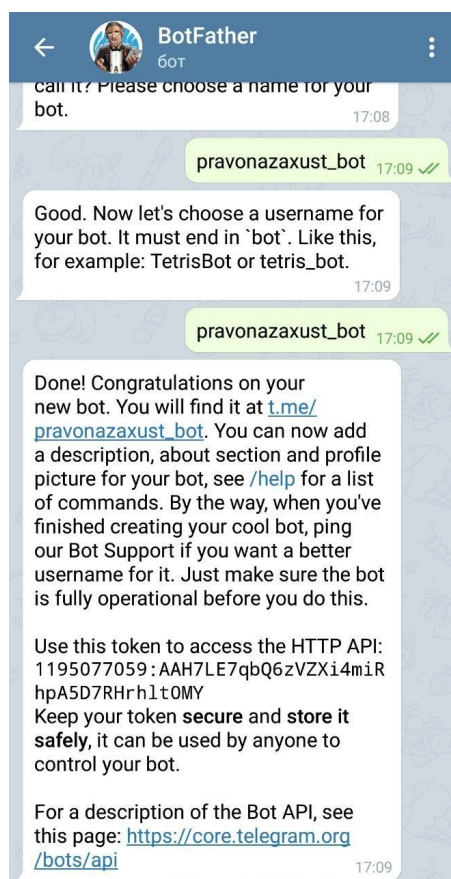 BotFather
бот
call it? Please choose a name for your
bot.
17:08
pravonazaxust_bot 17:09
Good. Now let's choose a username for
your bot. It must end in `bot`. Like this,
for example: TetrisBot or tetris_bot.
17:09
pravonazaxust_bot 17:09
Done! Congratulations on your
new bot. You will find it at t.me/
pravonazaxust_bot. You can now add
a description, about section and profile
picture for your bot, see /help for a list
of commands. By the way, when you've
finished creating your cool bot, ping
our Bot Support if you want a better
username for it. Just make sure the bot
is fully operational before you do this.
Use this token to access the HTTP API:
1195077059:AAH7LE7qbQ6zVZXi4miR
hpA5D7RHrhlt0MY
Keep your token secure and store it
safely, it can be used by anyone to
control your bot.
For a description of the Bot API, see
this page: https://core.telegram.org
/bots/api
17:09